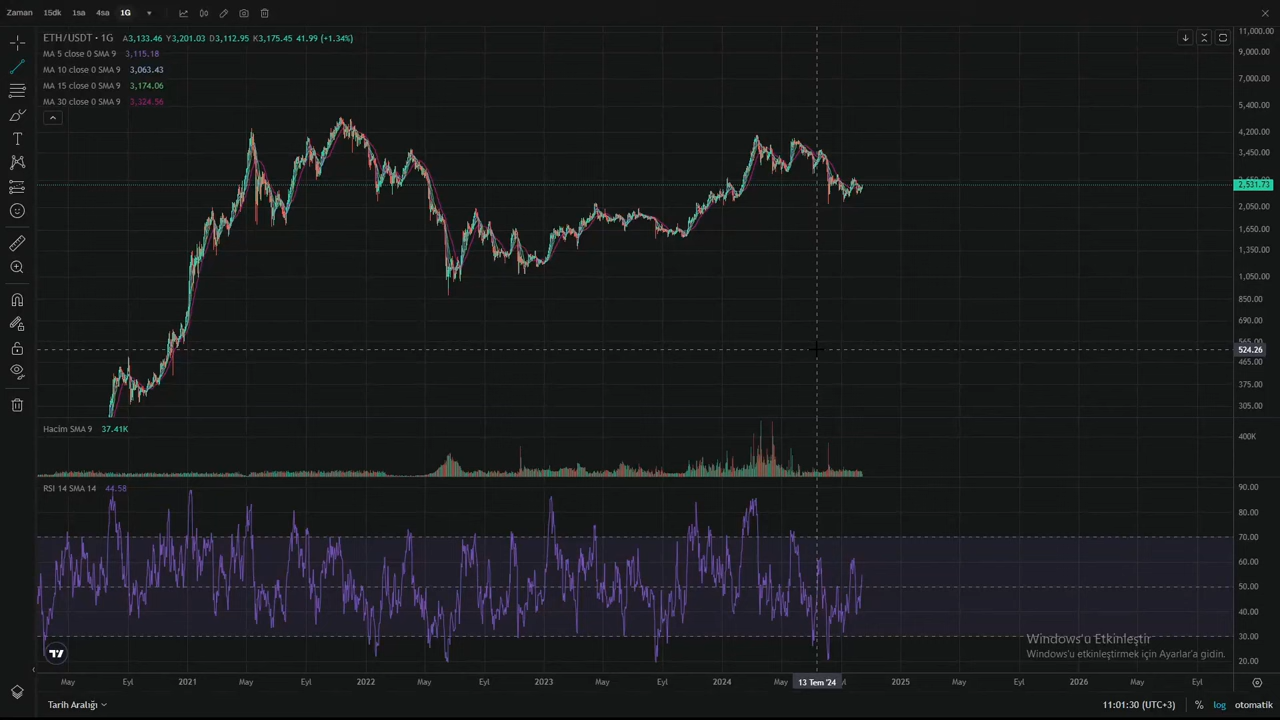 Zaman 15dk 1sa 4sa 1G
ETH/USDT · 1G A3,133.46 Y3,201.03 D3,112.95 K3,175.45 41.99 (+1.34%)
MA 5 close 0 SMA 9 3,115.18
MA 10 close 0 SMA 9 3,063.43
MA 15 close 0 SMA 9 3,174.06
MA 30 close 0 SMA 9 3,324.56
11,000.00
9,000.00
7,000.00
5,400.00
4,200.00
3,450.00
2,531.73
2,050.00
1,650.00
1,350.00
1,050.00
850.00
690.00
565.00
524.26
465.00
375.00
305.00
Hacim SMA 9 37.41K
400K
RSI 14 SMA 14 44.58
90.00
80.00
70.00
60.00
50.00
40.00
30.00
20.00
Windows'u Etkinleştir
Windows'u etkinleştirmek için Ayarlar'a gidin.
May Eyl 2021 May Eyl 2022 May Eyl 2023 May Eyl 2024 May 13 Tem '24 2025 May Eyl 2026 May Eyl
Tarih Aralığı 11:01:30 (UTC+3) % log otomatik